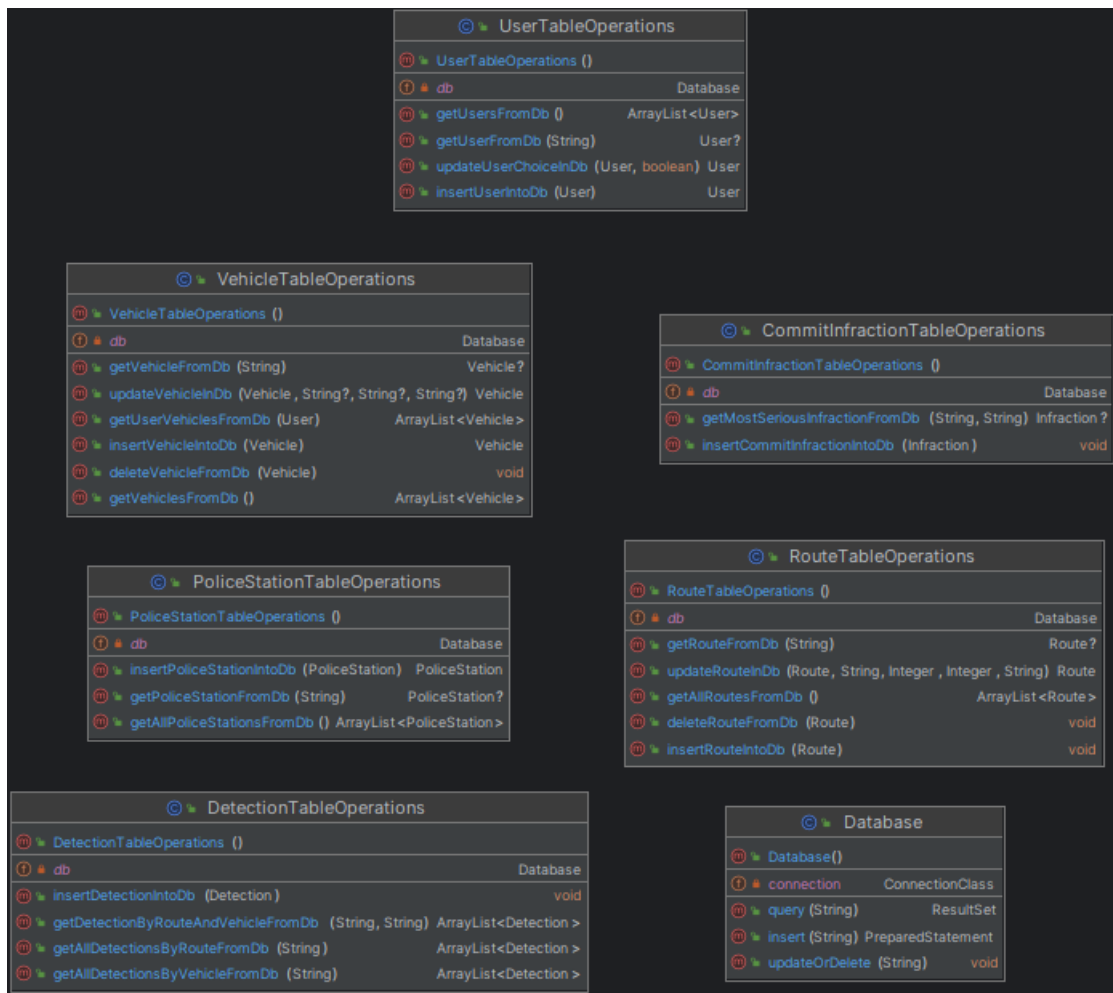 UserTableOperations
UserTableOperations ()
db Database
getUsersFromDb () ArrayList<User>
getUserFromDb (String) User?
updateUserChoiceInDb (User, boolean) User
insertUserIntoDb (User) User
VehicleTableOperations
VehicleTableOperations ()
db Database
getVehicleFromDb (String) Vehicle?
updateVehicleInDb (Vehicle, String?, String?, String?) Vehicle
getUserVehiclesFromDb (User) ArrayList<Vehicle>
insertVehicleIntoDb (Vehicle) Vehicle
deleteVehicleFromDb (Vehicle) void
getVehiclesFromDb () ArrayList<Vehicle>
CommitInfractionTableOperations
CommitInfractionTableOperations ()
db Database
getMostSeriousInfractionFromDb (String, String) Infraction?
insertCommitInfractionIntoDb (Infraction) void
PoliceStationTableOperations
PoliceStationTableOperations ()
db Database
insertPoliceStationIntoDb (PoliceStation) PoliceStation
getPoliceStationFromDb (String) PoliceStation?
getAllPoliceStationsFromDb () ArrayList<PoliceStation>
RouteTableOperations
RouteTableOperations ()
db Database
getRouteFromDb (String) Route?
updateRouteInDb (Route, String, Integer, Integer, String) Route
getAllRoutesFromDb () ArrayList<Route>
deleteRouteFromDb (Route) void
insertRouteIntoDb (Route) void
DetectionTableOperations
DetectionTableOperations ()
db Database
insertDetectionIntoDb (Detection) void
getDetectionByRouteAndVehicleFromDb (String, String) ArrayList<Detection>
getAllDetectionsByRouteFromDb (String) ArrayList<Detection>
getAllDetectionsByVehicleFromDb (String) ArrayList<Detection>
Database
Database()
connection ConnectionClass
query (String) ResultSet
insert (String) PreparedStatement
updateOrDelete (String) void